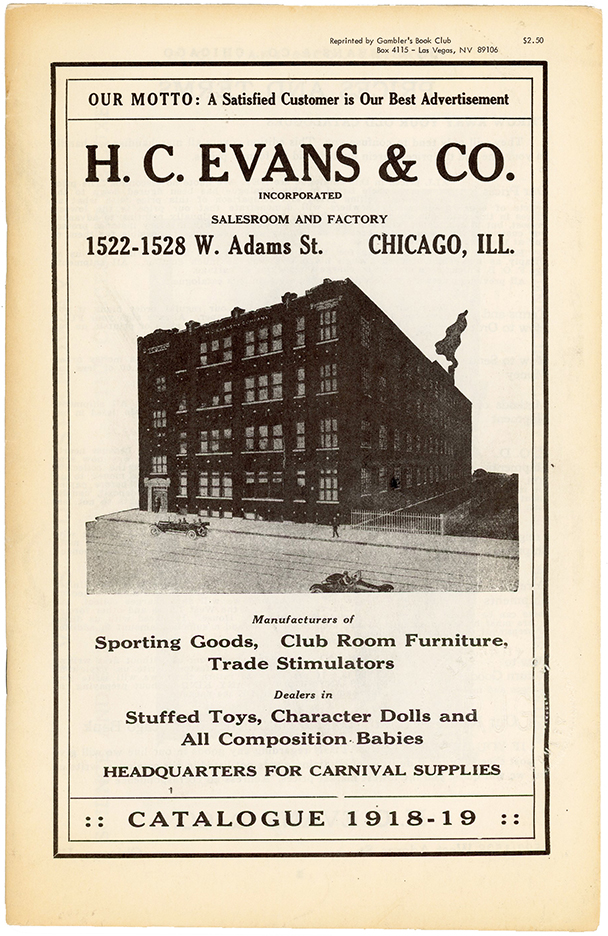 Reprinted by Gambler's Book Club $2.50
Box 4115 - Las Vegas, NV 89106
OUR MOTTO: A Satisfied Customer is Our Best Advertisement
H. C. EVANS & CO.
INCORPORATED
SALESROOM AND FACTORY
1522-1528 W. Adams St. CHICAGO, ILL.
Manufacturers of
Sporting Goods, Club Room Furniture,
Trade Stimulators
Dealers in
Stuffed Toys, Character Dolls and
All Composition Babies
HEADQUARTERS FOR CARNIVAL SUPPLIES
1
:: CATALOGUE 1918-19 ::